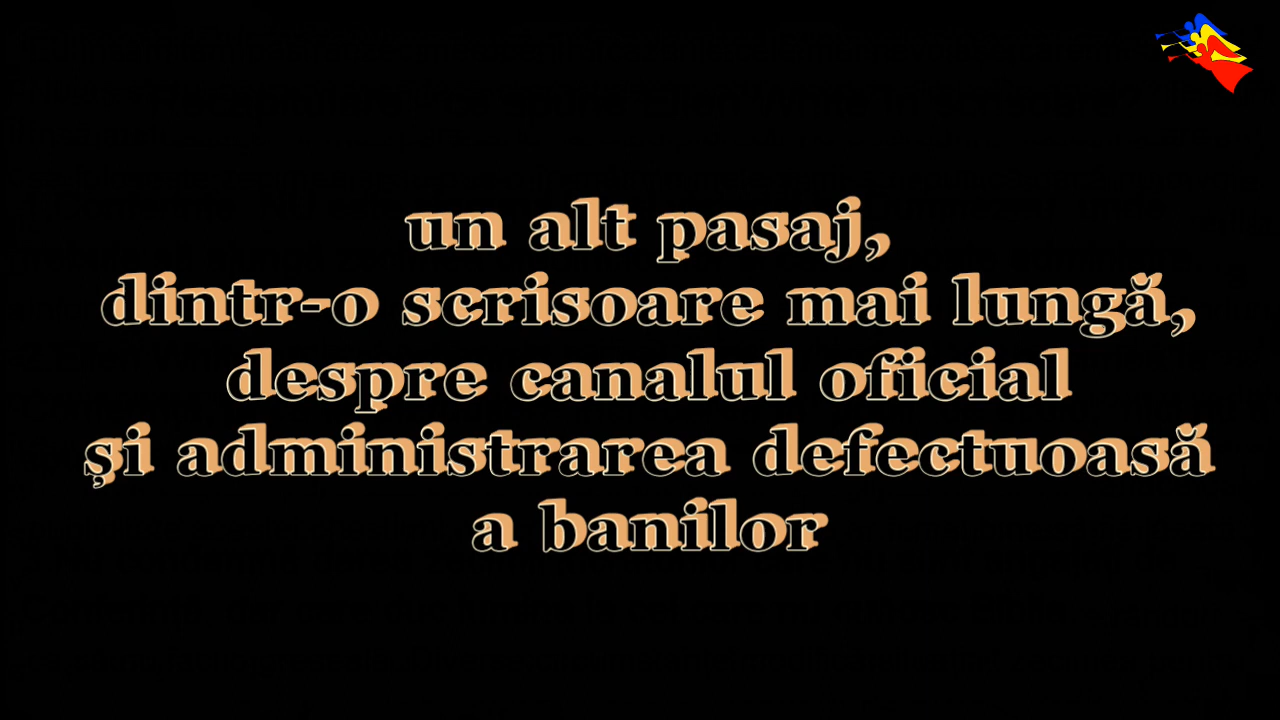 un alt pasaj,
dintr-o scrisoare mai lungă,
despre canalul oficial
și administrarea defectuoasă
a banilor